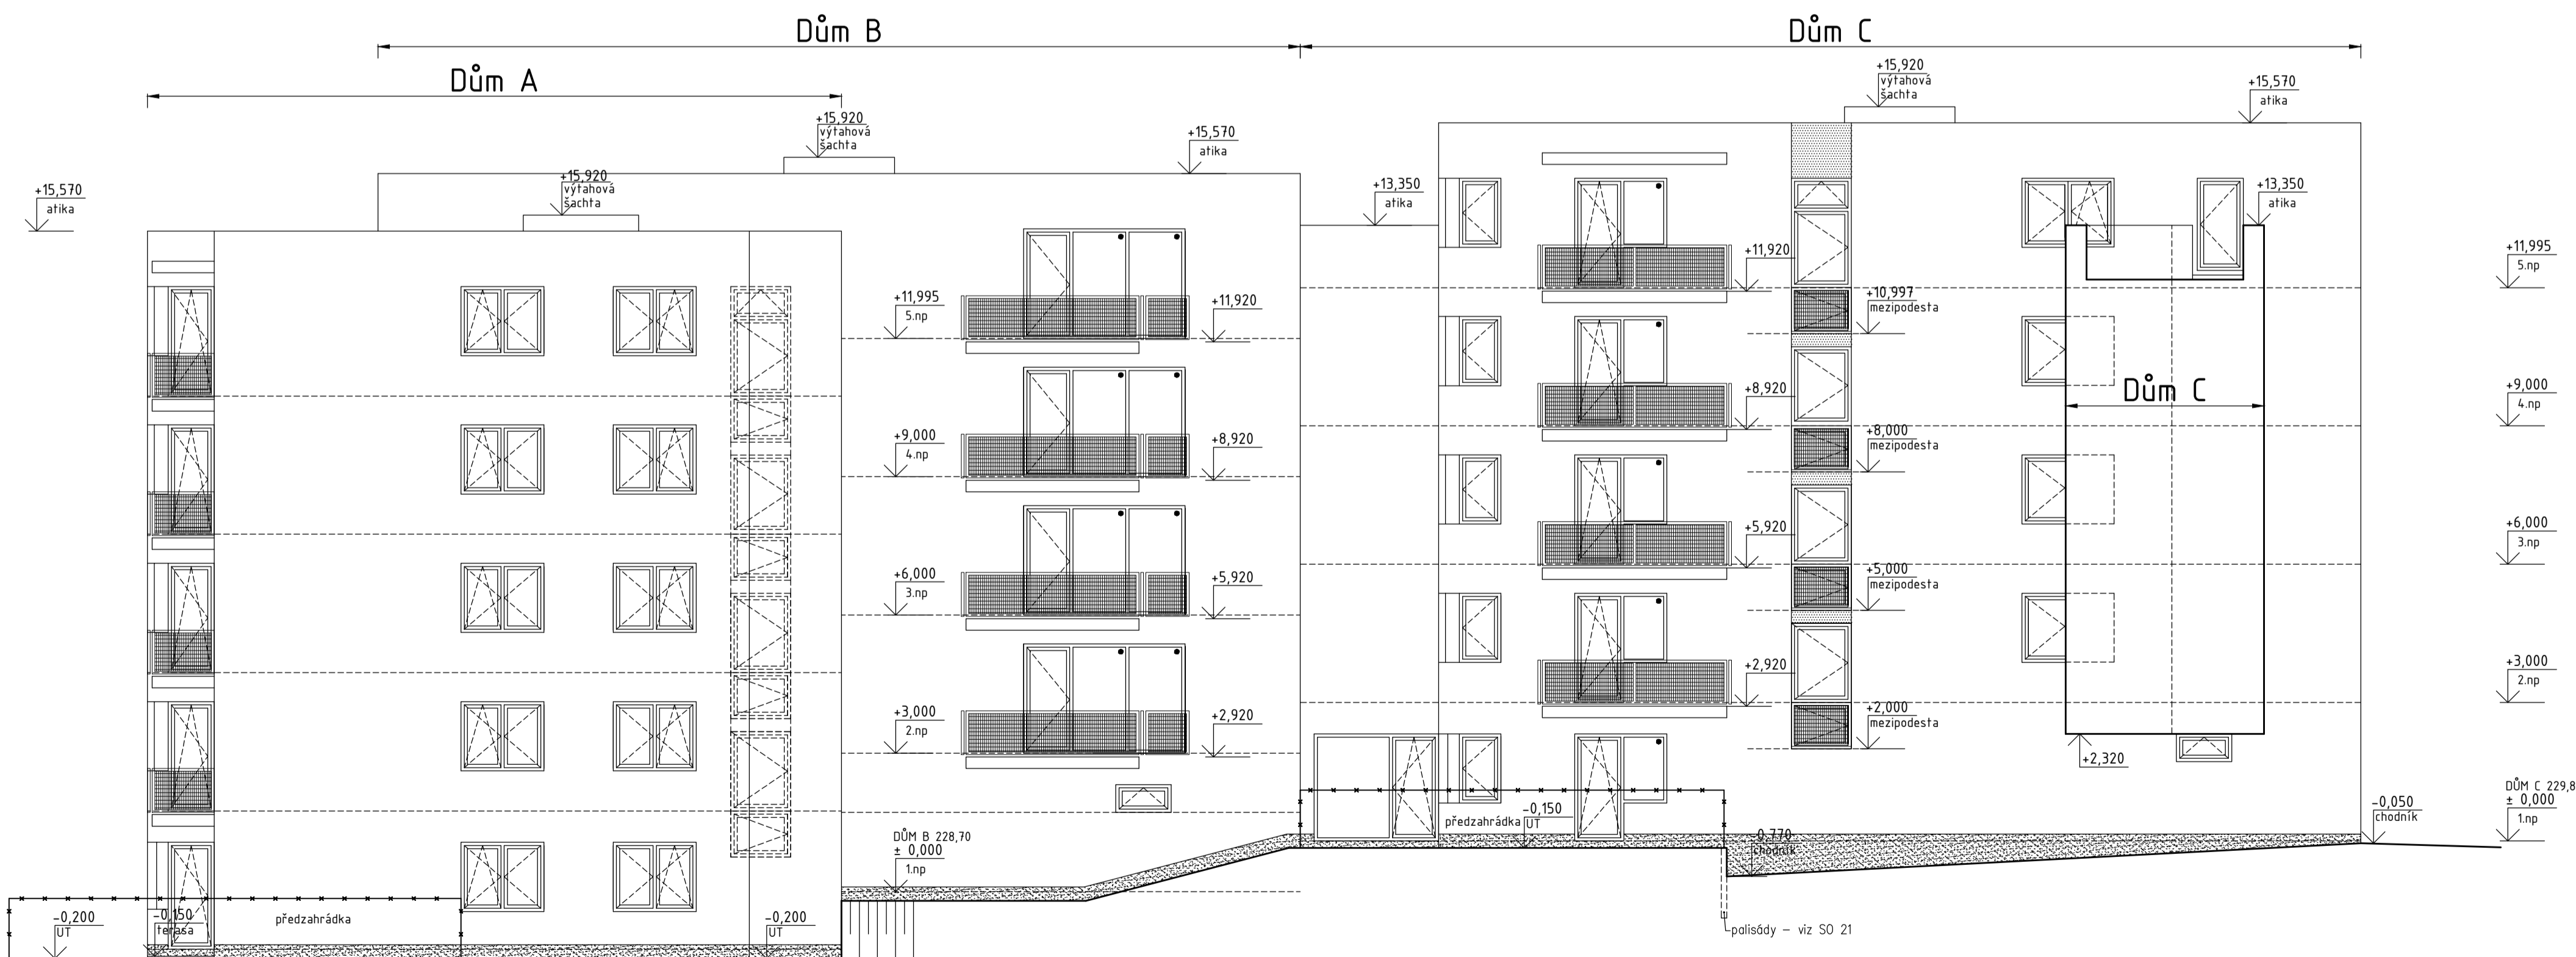 Dům B
Dům C
Dům A
+15,920
výtahová
šachta
+15,570
atika
+15,920
výtahová
šachta
+15,570
atika
+15,570
atika
+15,920
výtahová
šachta
+13,350
atika
+13,350
atika
+11,995
5.np
+11,920
+11,920
+10,997
mezipodesta
+11,995
5.np
+9,000
4.np
+8,920
+8,920
+8,000
mezipodesta
Dům C
+9,000
4.np
+6,000
3.np
+5,920
+5,920
+5,000
mezipodesta
+6,000
3.np
+3,000
2.np
+2,920
+2,920
+2,000
mezipodesta
+3,000
2.np
+2,320
DŮM B 228,70
± 0,000
1.np
předzahrádka
-0,150
UT
-0,770
chodník
-0,050
chodník
DŮM C 229,8
± 0,000
1.np
-0,200
UT
-0,150
terasa
předzahrádka
-0,200
UT
palisády – viz SO 21